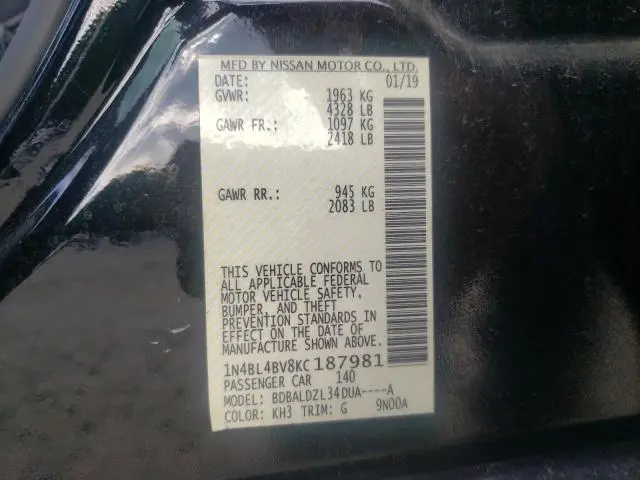 MFD BY NISSAN MOTOR CO., LTD.
DATE: 01/19
GVWR: 1963 KG
4328 LB
GAWR FR.: 1097 KG
2418 LB
GAWR RR.: 945 KG
2083 LB
THIS VEHICLE CONFORMS TO
ALL APPLICABLE FEDERAL
MOTOR VEHICLE SAFETY,
BUMPER, AND THEFT
PREVENTION STANDARDS IN
EFFECT ON THE DATE OF
MANUFACTURE SHOWN ABOVE.
1N4BL4BV8KC187981
PASSENGER CAR 140
MODEL: BDBALDZL34DUA----A
COLOR: KH3 TRIM: G 9N00A